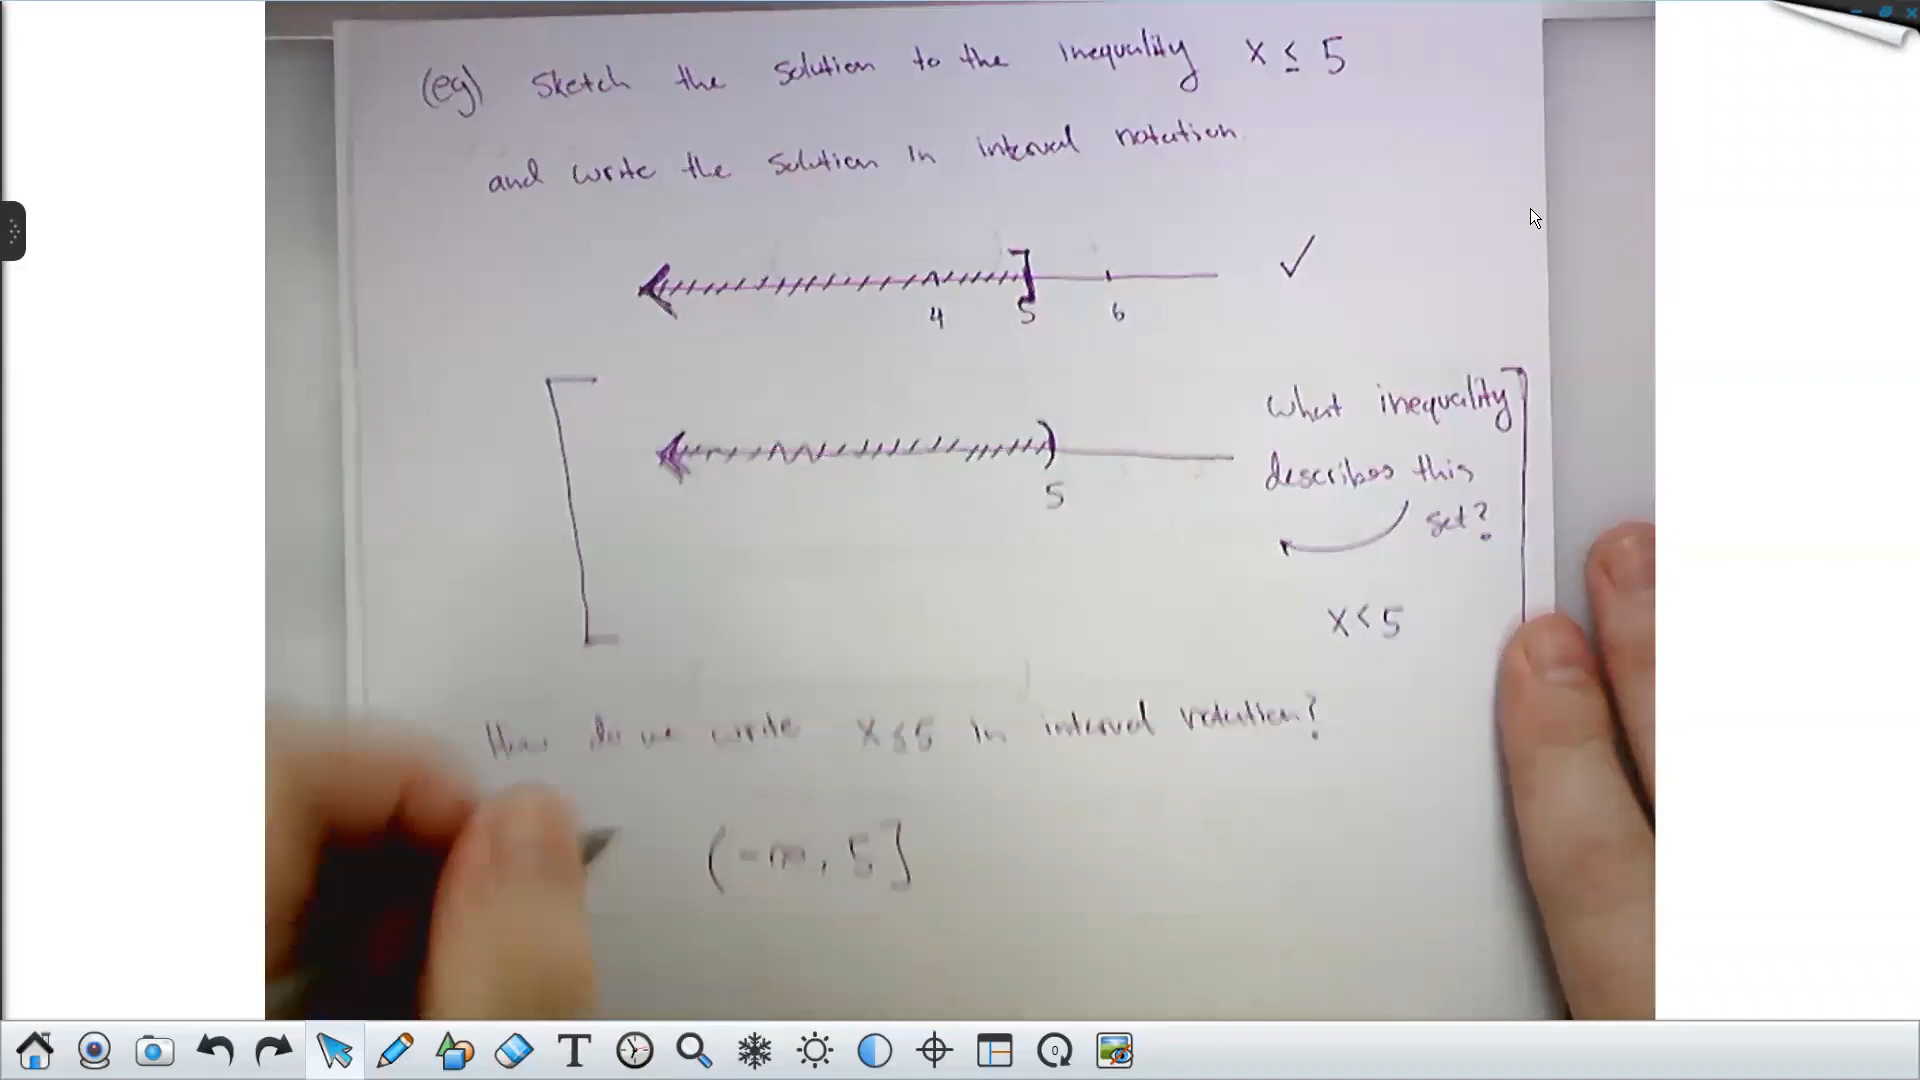 (eg) Sketch the solution to the inequality x ≤ 5
and write the solution in interval notation.
4 5 6 ✓
What inequality
describes this
set?
5
x < 5
How do we write x ≤ 5 in interval notation?
(-∞, 5]
T
0